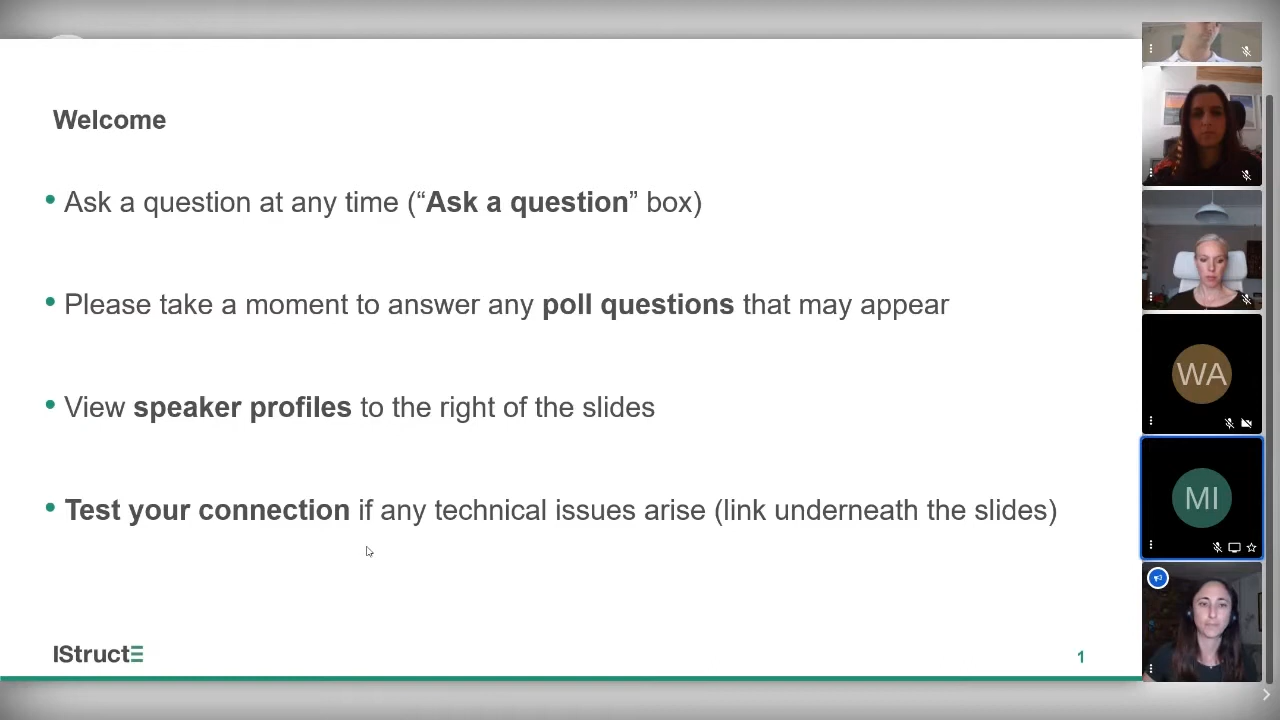 Welcome
• Ask a question at any time (“Ask a question” box)
• Please take a moment to answer any poll questions that may appear
• View speaker profiles to the right of the slides
• Test your connection if any technical issues arise (link underneath the slides)
IStructE
1
WA
MI